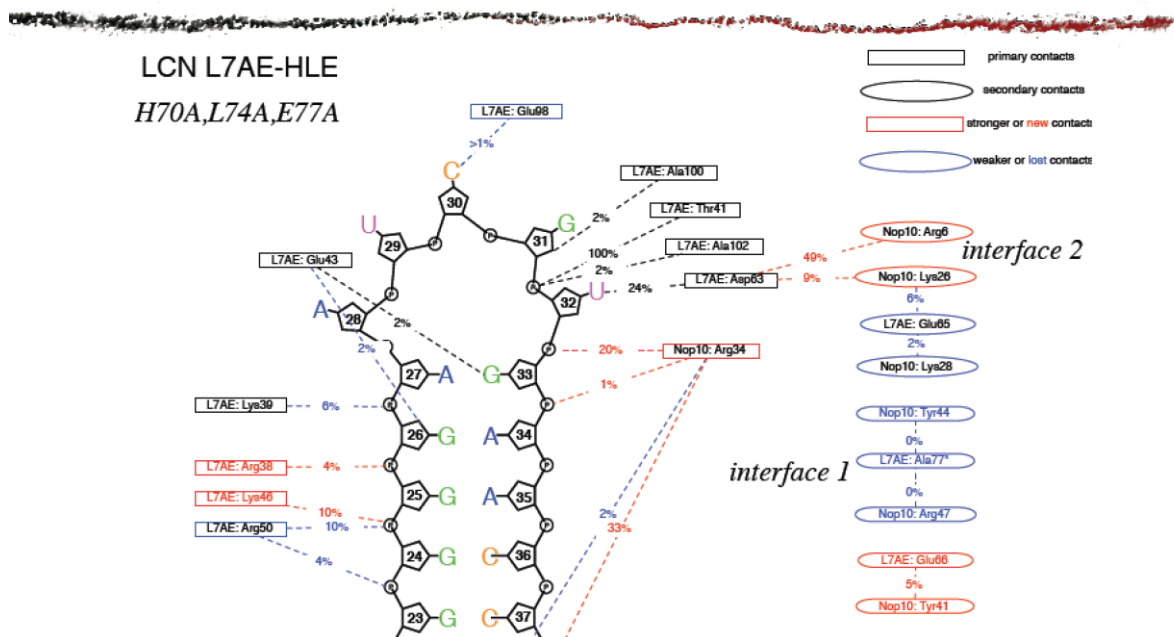 LCN L7AE-HLE
H70A,L74A,E77A
primary contacts
secondary contacts
stronger or new contacts
weaker or lost contacts
L7AE: Glu98
>1%
C
30
P
P
U
29
31
G
L7AE: Ala100
2%
L7AE: Thr41
100%
L7AE: Ala102
2%
L7AE: Glu43
L7AE: Asp63
24%
U
32
P
P
A
28
2%
2%
49%
9%
Nop10: Arg6
interface 2
Nop10: Lys26
6%
L7AE: Glu65
2%
Nop10: Lys28
P
20%
Nop10: Arg34
1%
27
A
G
33
L7AE: Lys39
6%
P
P
26
G
A
34
Nop10: Tyr44
0%
L7AE: Ala77*
0%
Nop10: Arg47
interface 1
L7AE: Arg38
4%
P
P
25
G
A
35
L7AE: Lys46
10%
L7AE: Arg50
10%
4%
P
P
2%
33%
24
G
C
36
L7AE: Glu66
5%
Nop10: Tyr41
P
P
23
G
C
37